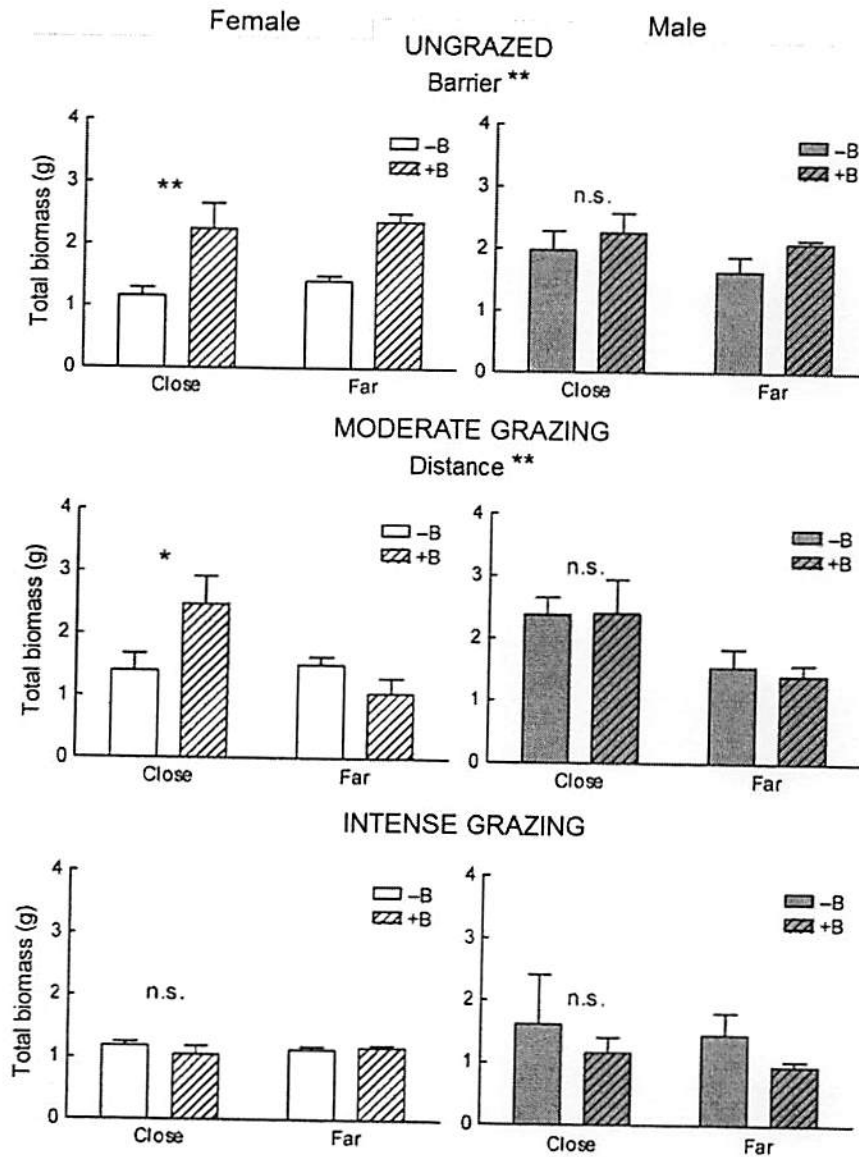 Female
Male
UNGRAZED
Barrier **
Total biomass (g)
4
3
2
1
0
**
–B
+B
Close
Far
4
3
2
1
0
n.s.
–B
+B
Close
Far
MODERATE GRAZING
Distance **
Total biomass (g)
4
3
2
1
0
*
–B
+B
Close
Far
4
3
2
1
0
n.s.
–B
+B
Close
Far
INTENSE GRAZING
Total biomass (g)
4
3
2
1
0
n.s.
–B
+B
Close
Far
4
3
2
1
0
n.s.
–B
+B
Close
Far